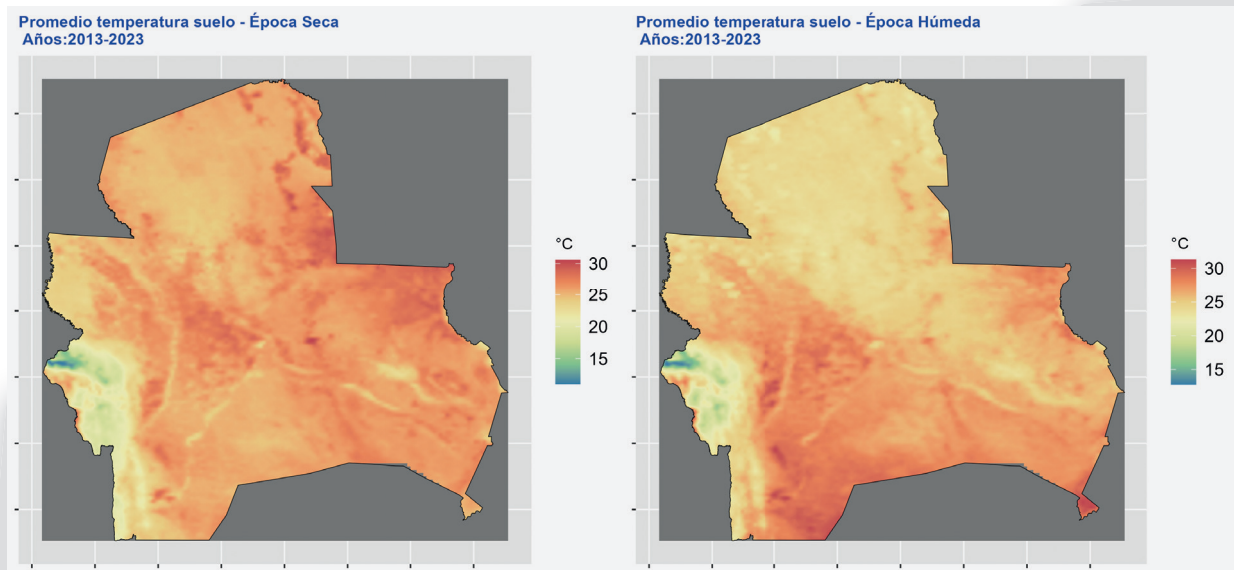 Promedio temperatura suelo - Época Seca
Años:2013-2023
°C
30
25
20
15
Promedio temperatura suelo - Época Húmeda
Años:2013-2023
°C
30
25
20
15